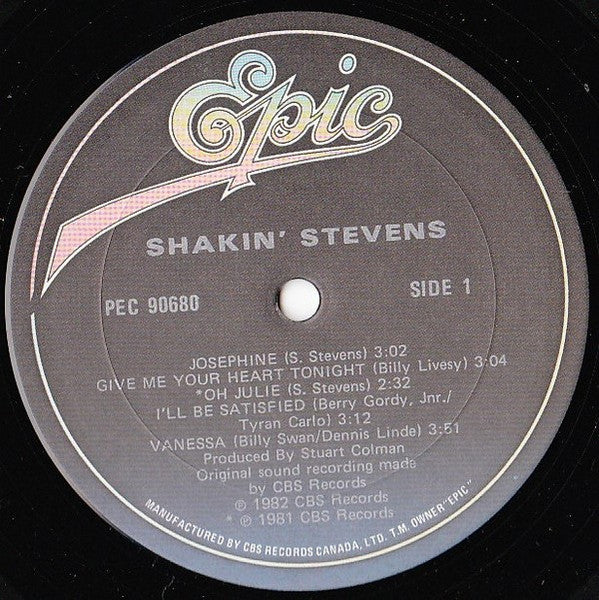 Epic
SHAKIN' STEVENS
PEC 90680
SIDE 1
JOSEPHINE (S. Stevens) 3:02
GIVE ME YOUR HEART TONIGHT (Billy Livesy) 3:04
*OH JULIE (S. Stevens) 2:32
I'LL BE SATISFIED (Berry Gordy, Jnr./
Tyran Carlo) 3:12
VANESSA (Billy Swan/Dennis Linde) 3:51
Produced By Stuart Colman
Original sound recording made
by CBS Records
℗ 1982 CBS Records
* ℗ 1981 CBS Records
MANUFACTURED BY CBS RECORDS CANADA, LTD. T.M. OWNER "EPIC"